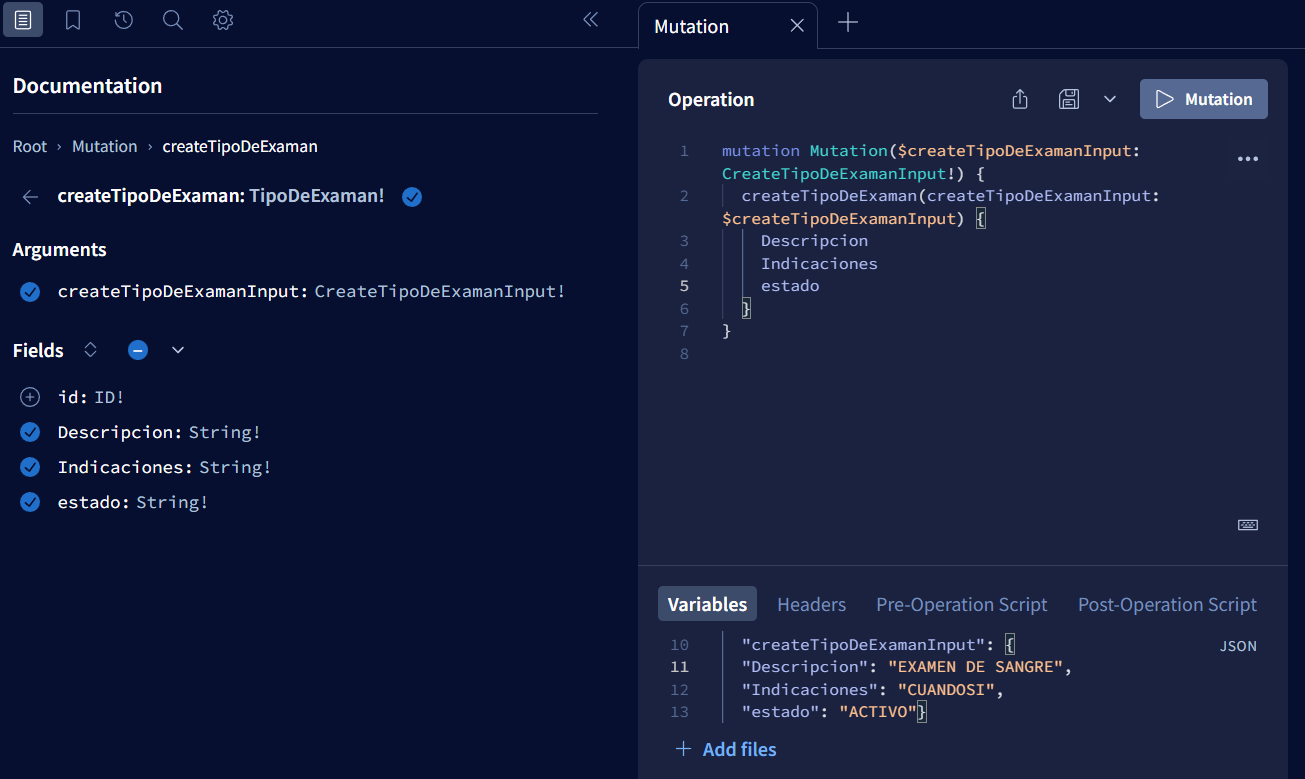 Documentation
Root › Mutation › createTipoDeExaman
createTipoDeExaman: TipoDeExaman!
Arguments
createTipoDeExamanInput: CreateTipoDeExamanInput!
Fields
id: ID!
Descripcion: String!
Indicaciones: String!
estado: String!
Mutation
Operation
Mutation
1 mutation Mutation($createTipoDeExamanInput:
CreateTipoDeExamanInput!) {
2 createTipoDeExaman(createTipoDeExamanInput:
$createTipoDeExamanInput) {
3 Descripcion
4 Indicaciones
5 estado
6 }
7 }
8
Variables Headers Pre-Operation Script Post-Operation Script
10 "createTipoDeExamanInput": { JSON
11 "Descripcion": "EXAMEN DE SANGRE",
12 "Indicaciones": "CUANDOSI",
13 "estado": "ACTIVO"}
+ Add files